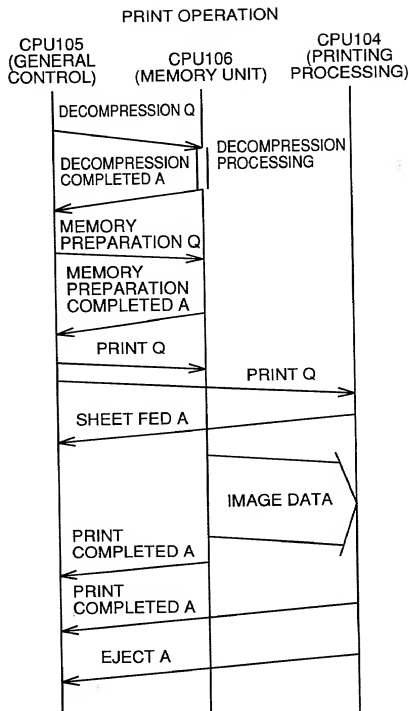 PRINT OPERATION
CPU105
(GENERAL
CONTROL)
CPU106
(MEMORY UNIT)
CPU104
(PRINTING
PROCESSING)
DECOMPRESSION Q
DECOMPRESSION
PROCESSING
DECOMPRESSION
COMPLETED A
MEMORY
PREPARATION Q
MEMORY
PREPARATION
COMPLETED A
PRINT Q
PRINT Q
SHEET FED A
IMAGE DATA
PRINT
COMPLETED A
PRINT
COMPLETED A
EJECT A